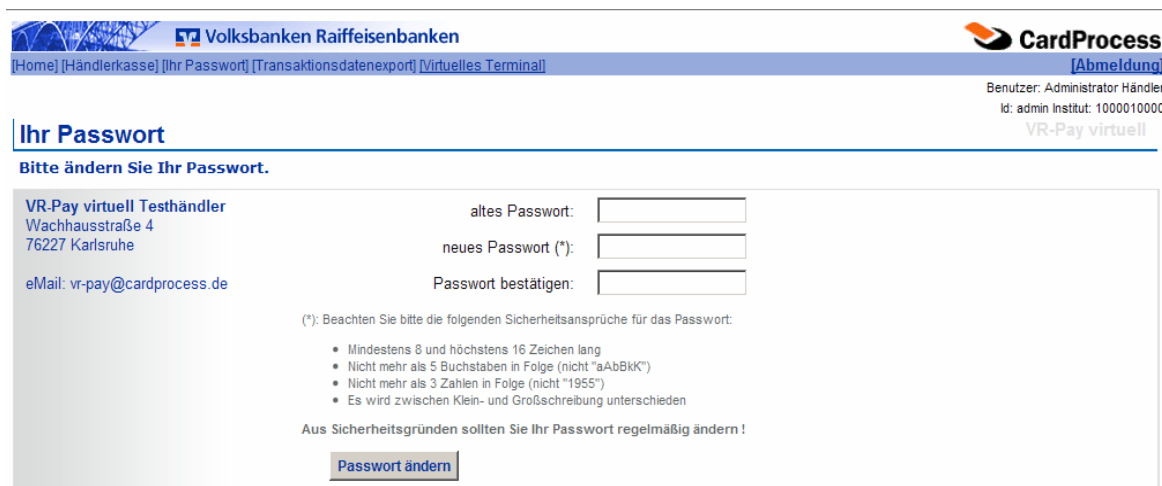 Volksbanken Raiffeisenbanken
CardProcess
[Home] [Händlerkasse] [Ihr Passwort] [Transaktionsdatenexport] [Virtuelles Terminal]
[Abmeldung]
Benutzer: Administrator Händler
Id: admin Institut: 1000010000
Ihr Passwort
VR-Pay virtuell
Bitte ändern Sie Ihr Passwort.
VR-Pay virtuell Testhändler
Wachhausstraße 4
76227 Karlsruhe
eMail: vr-pay@cardprocess.de
altes Passwort:
neues Passwort (*):
Passwort bestätigen:
(*): Beachten Sie bitte die folgenden Sicherheitsansprüche für das Passwort:
Mindestens 8 und höchstens 16 Zeichen lang
Nicht mehr als 5 Buchstaben in Folge (nicht "aAbBkK")
Nicht mehr als 3 Zahlen in Folge (nicht "1955")
Es wird zwischen Klein- und Großschreibung unterschieden
Aus Sicherheitsgründen sollten Sie Ihr Passwort regelmäßig ändern !
Passwort ändern